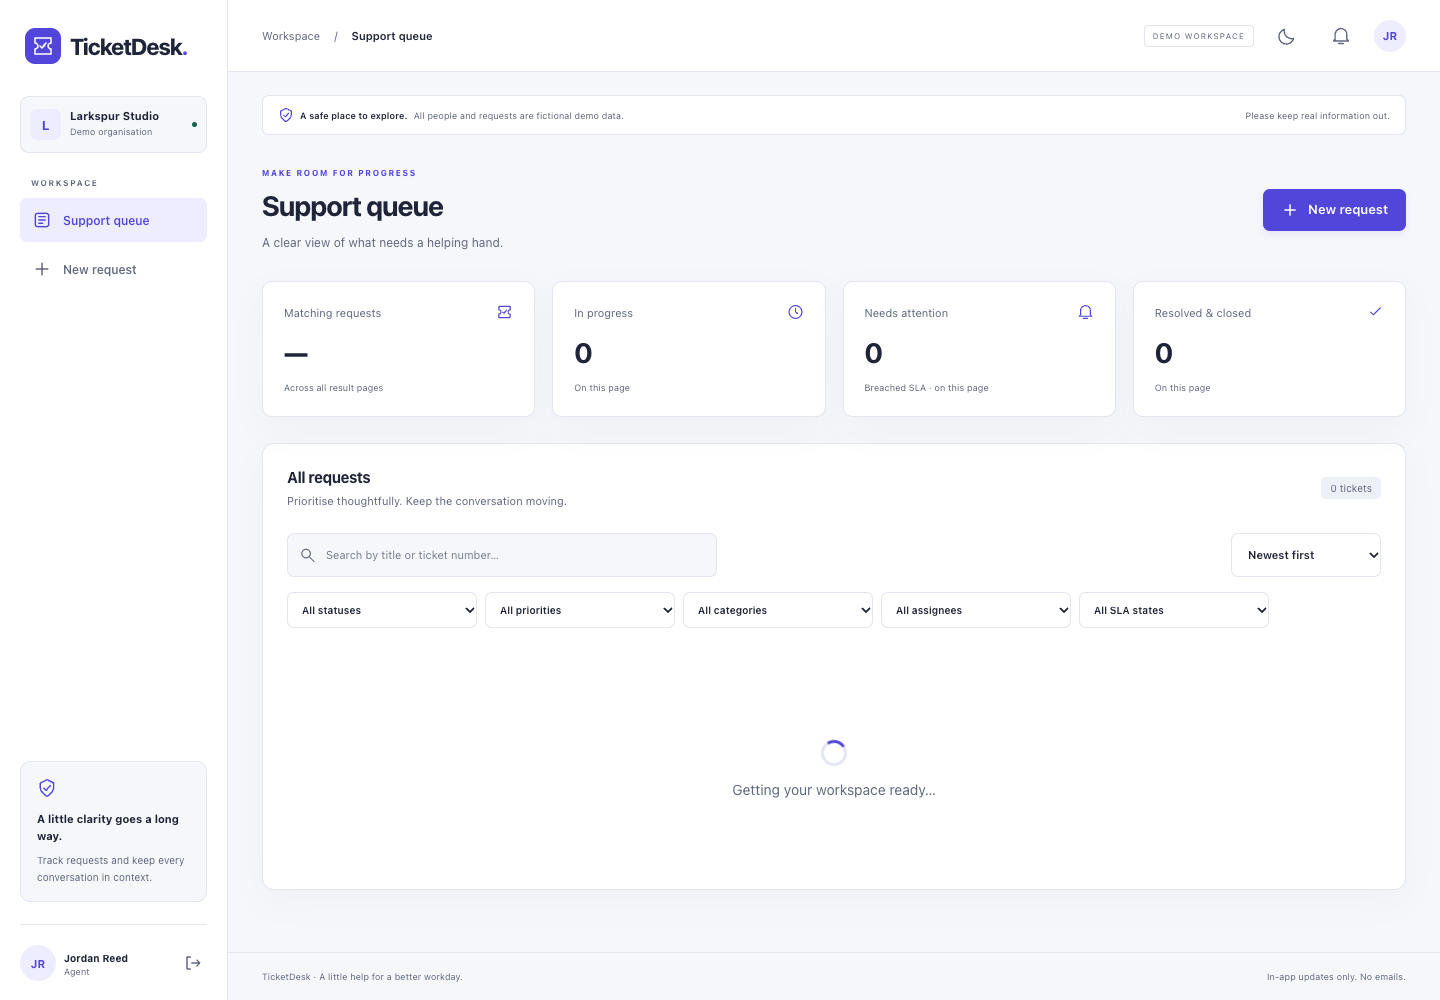 TicketDesk.
L
Larkspur Studio
Demo organisation
WORKSPACE
Support queue
New request
A little clarity goes a long
way.
Track requests and keep every
conversation in context.
JR
Jordan Reed
Agent
Workspace / Support queue
DEMO WORKSPACE
JR
A safe place to explore. All people and requests are fictional demo data.
Please keep real information out.
MAKE ROOM FOR PROGRESS
Support queue
A clear view of what needs a helping hand.
New request
Matching requests
—
Across all result pages
In progress
0
On this page
Needs attention
0
Breached SLA · on this page
Resolved & closed
0
On this page
All requests
Prioritise thoughtfully. Keep the conversation moving.
0 tickets
Search by title or ticket number...
Newest first
All statuses
All priorities
All categories
All assignees
All SLA states
Getting your workspace ready...
TicketDesk · A little help for a better workday.
In-app updates only. No emails.